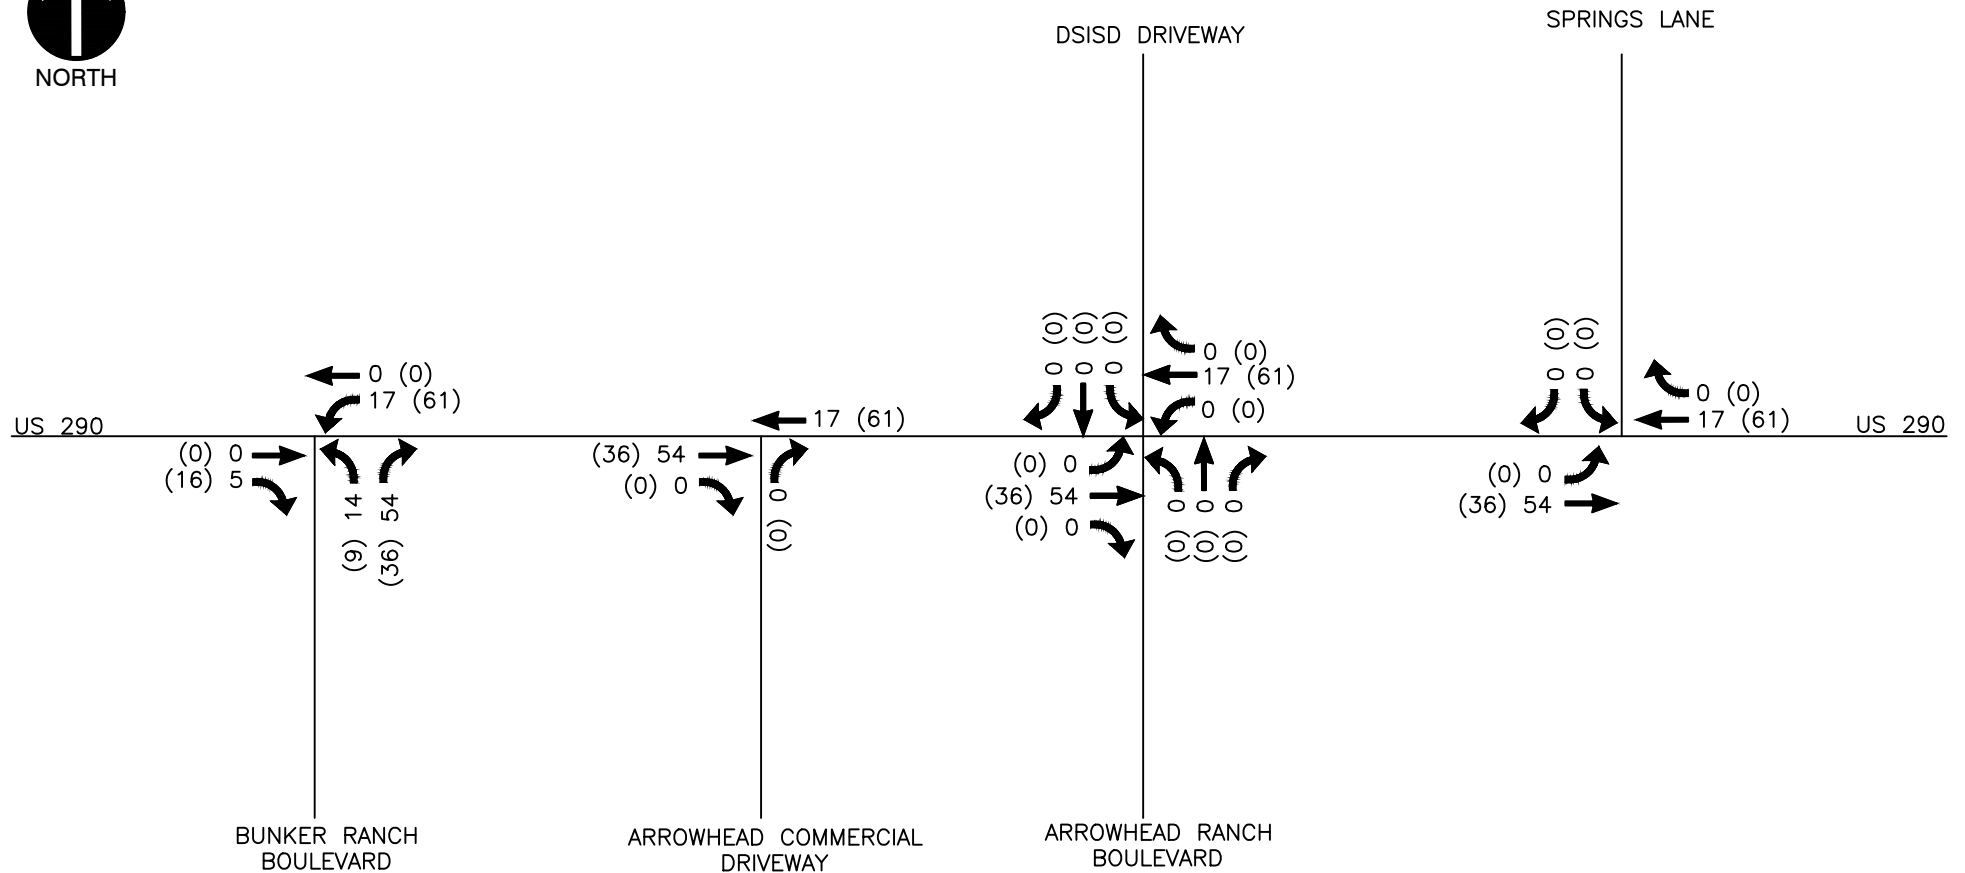 NORTH
DSISD DRIVEWAY
SPRINGS LANE
US 290
0 (0)
17 (61)
(0) 0
(16) 5
(9) 14
(36) 54
17 (61)
(36) 54
(0) 0
(0) 0
(0) (0) (0)
0 0 0
0 (0)
17 (61)
0 (0)
(0) 0
(36) 54
(0) 0
0 0 0
(0) (0) (0)
(0) (0)
0 0
0 (0)
17 (61)
(0) 0
(36) 54
US 290
BUNKER RANCH
BOULEVARD
ARROWHEAD COMMERCIAL
DRIVEWAY
ARROWHEAD RANCH
BOULEVARD